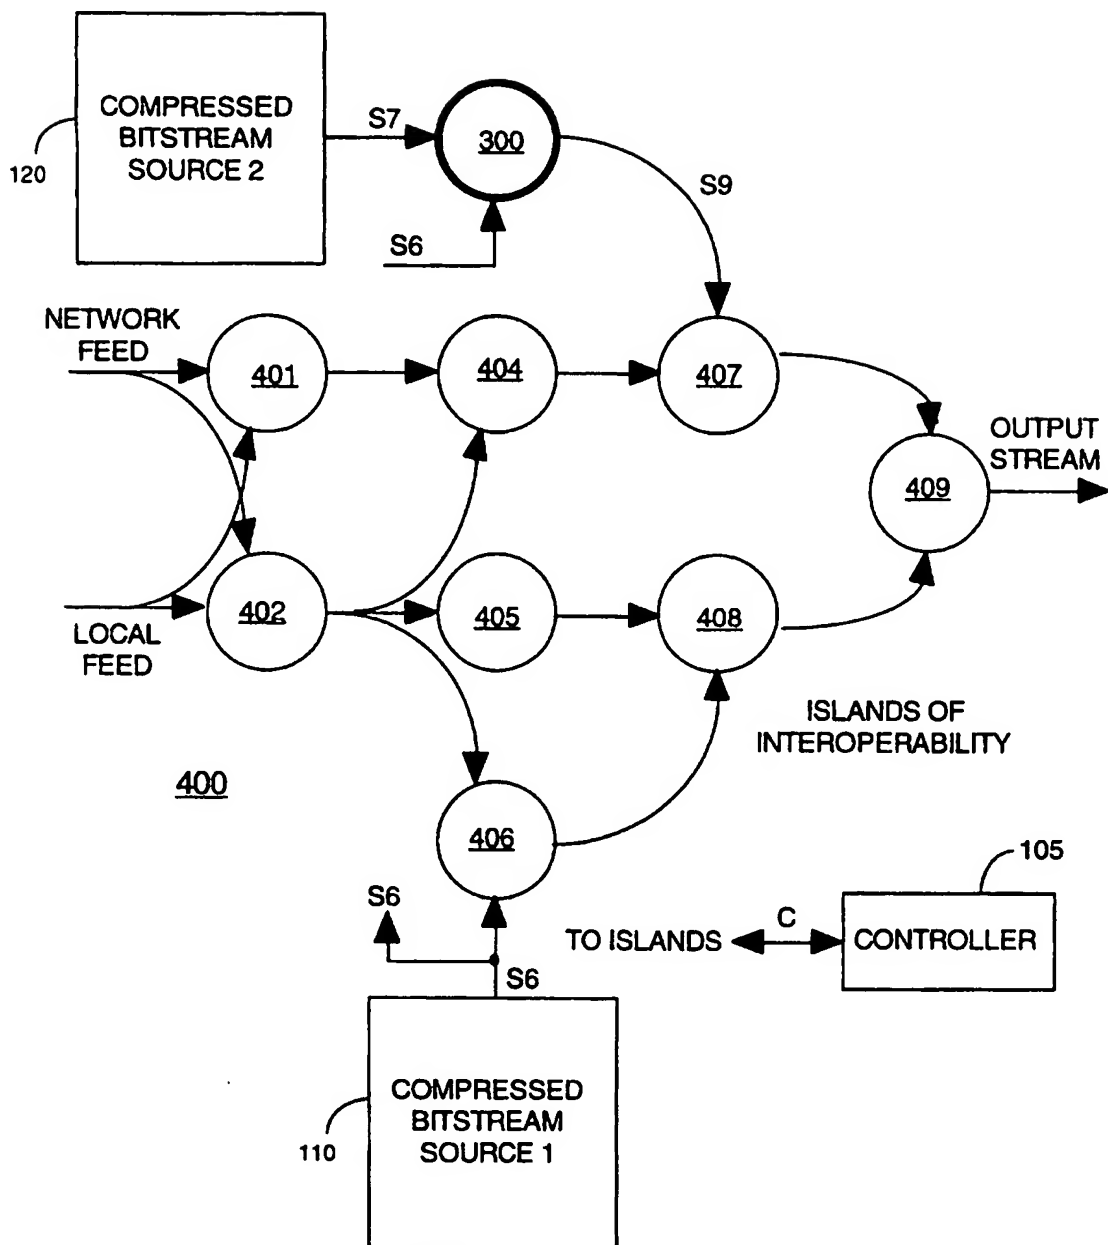 COMPRESSED
BITSTREAM
SOURCE 2
120
S7
300
S9
S6
NETWORK
FEED
401
404
407
OUTPUT
STREAM
409
402
405
408
LOCAL
FEED
ISLANDS OF
INTEROPERABILITY
400
406
105
S6
C
TO ISLANDS
CONTROLLER
S6
COMPRESSED
BITSTREAM
SOURCE 1
110